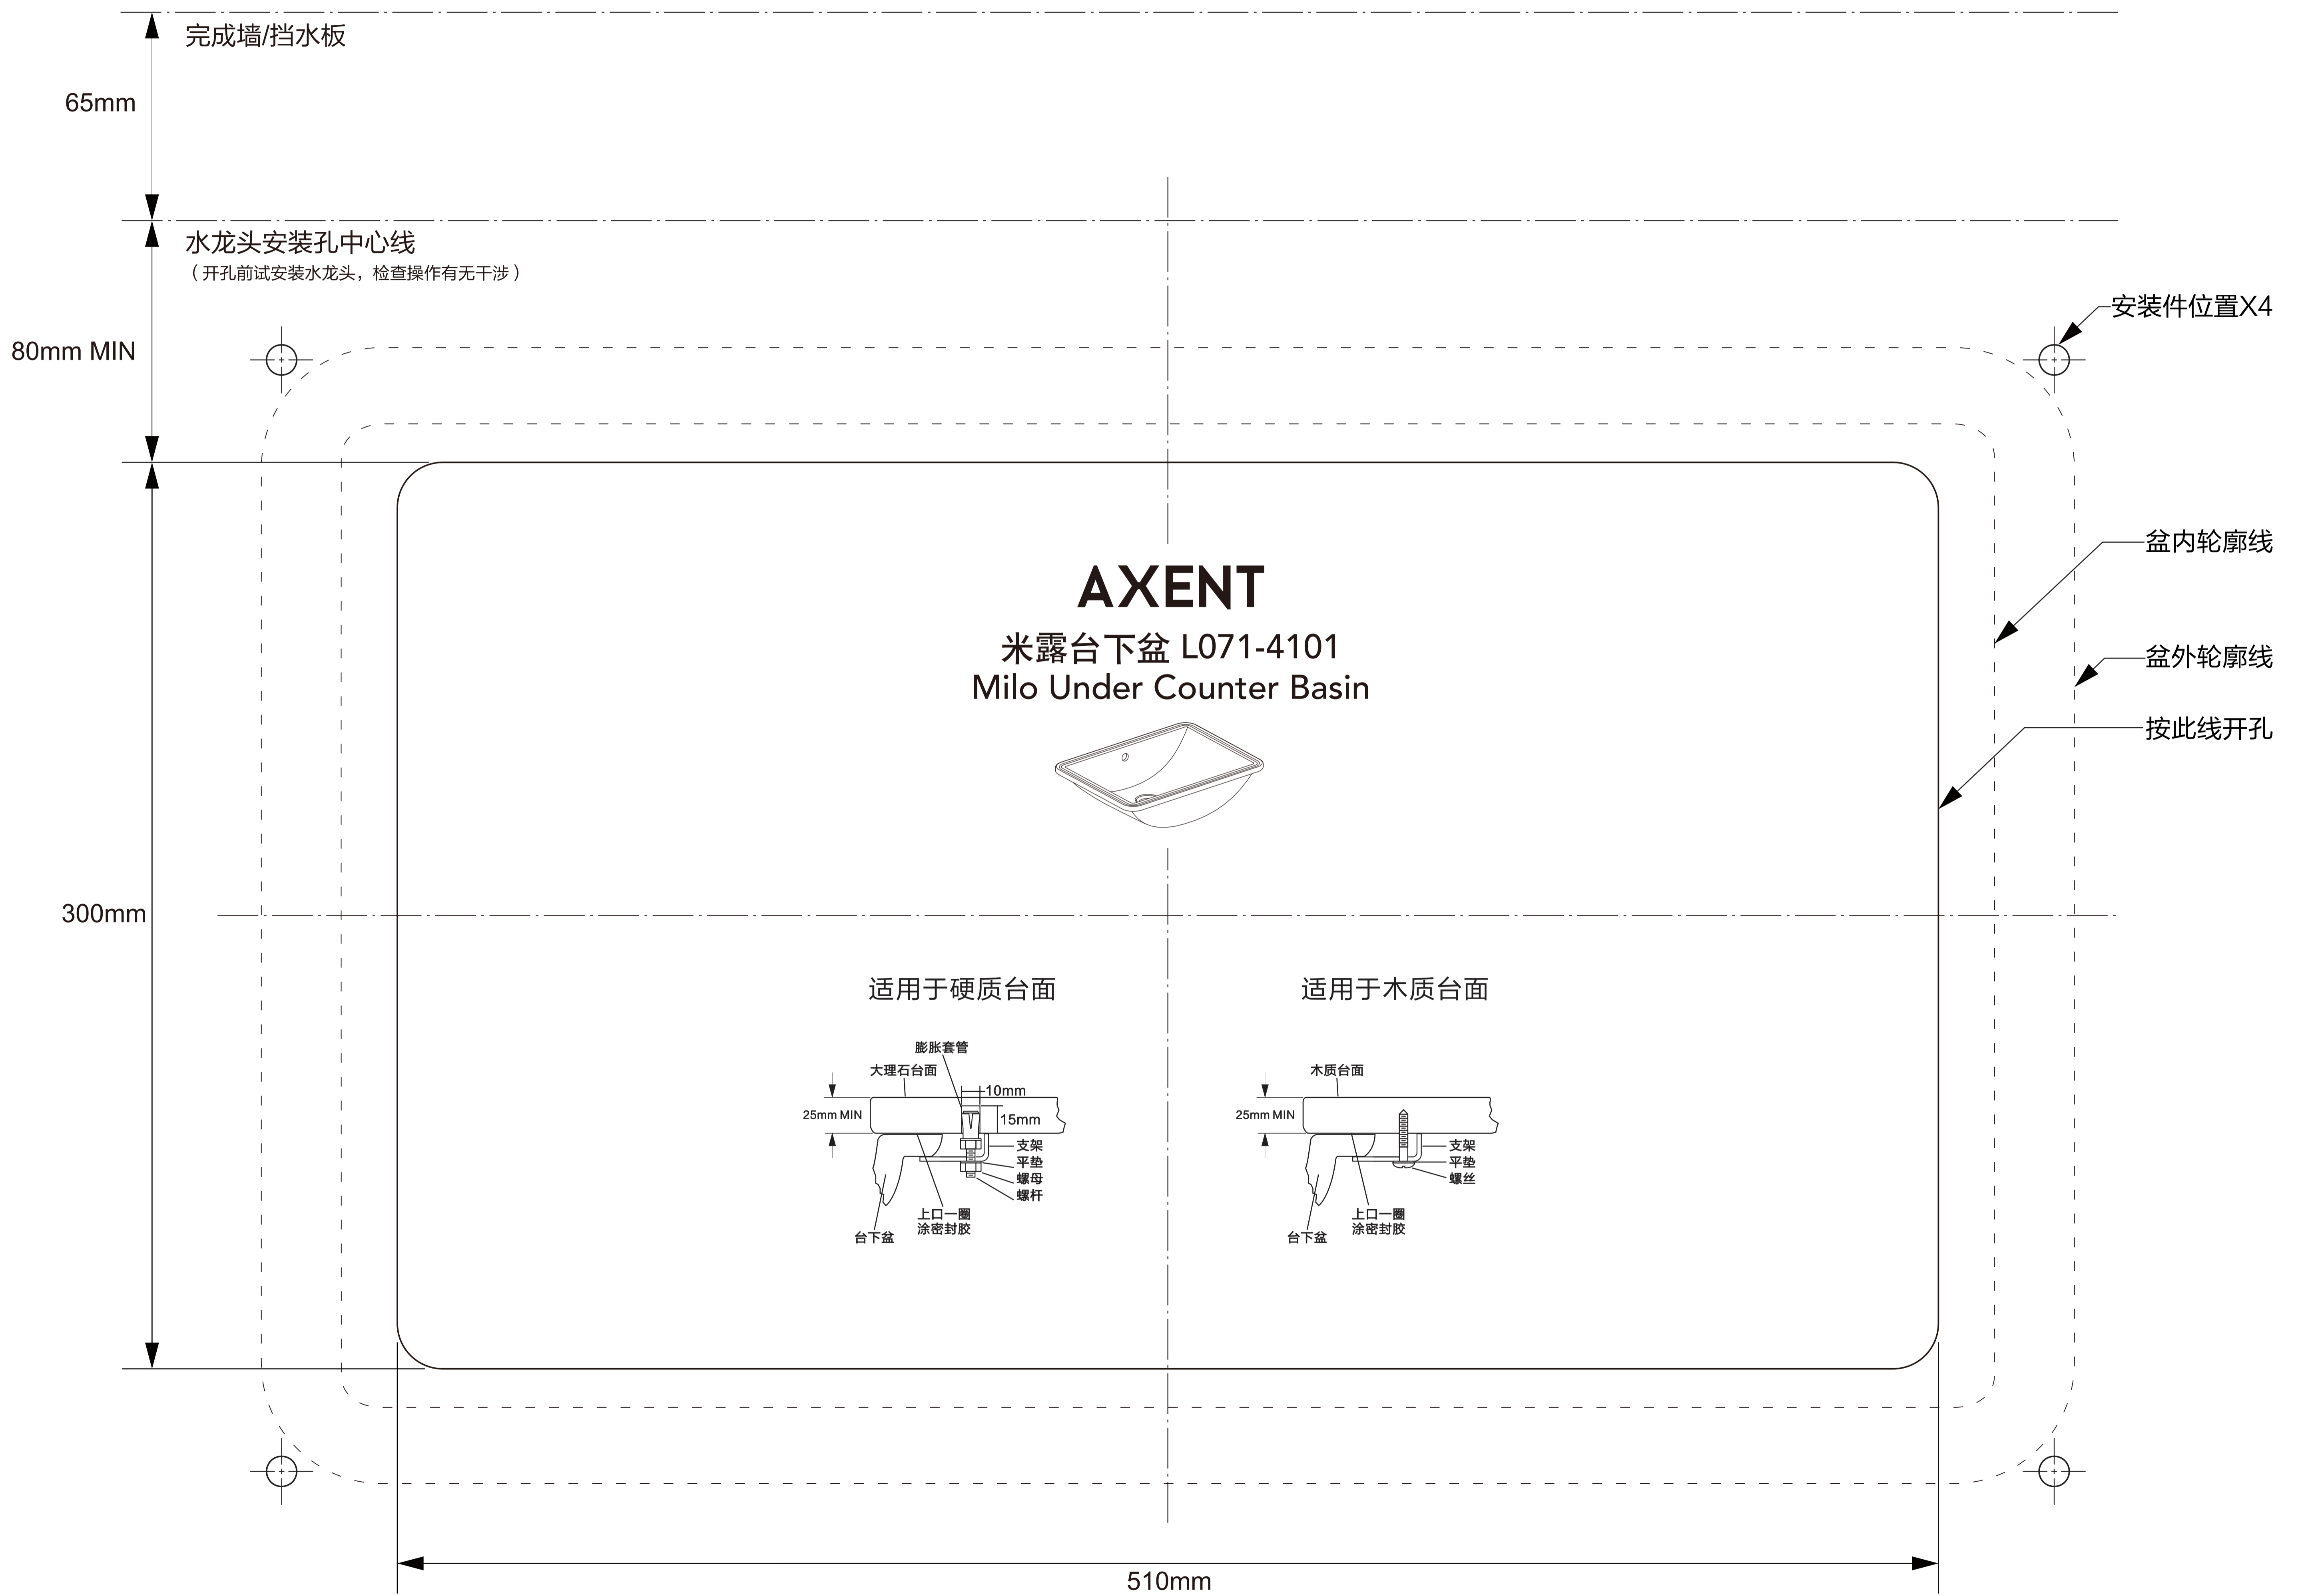 完成墙/挡水板
65mm
水龙头安装孔中心线
（开孔前试安装水龙头，检查操作有无干涉）
安装件位置X4
80mm MIN
盆内轮廓线
AXENT
米露台下盆 L071-4101
盆外轮廓线
Milo Under Counter Basin
按此线开孔
300mm
适用于硬质台面
膨胀套管
大理石台面
10mm
25mm MIN
15mm
支架
平垫
螺母
螺杆
上口一圈
涂密封胶
台下盆
适用于木质台面
木质台面
25mm MIN
支架
平垫
螺丝
上口一圈
涂密封胶
台下盆
510mm